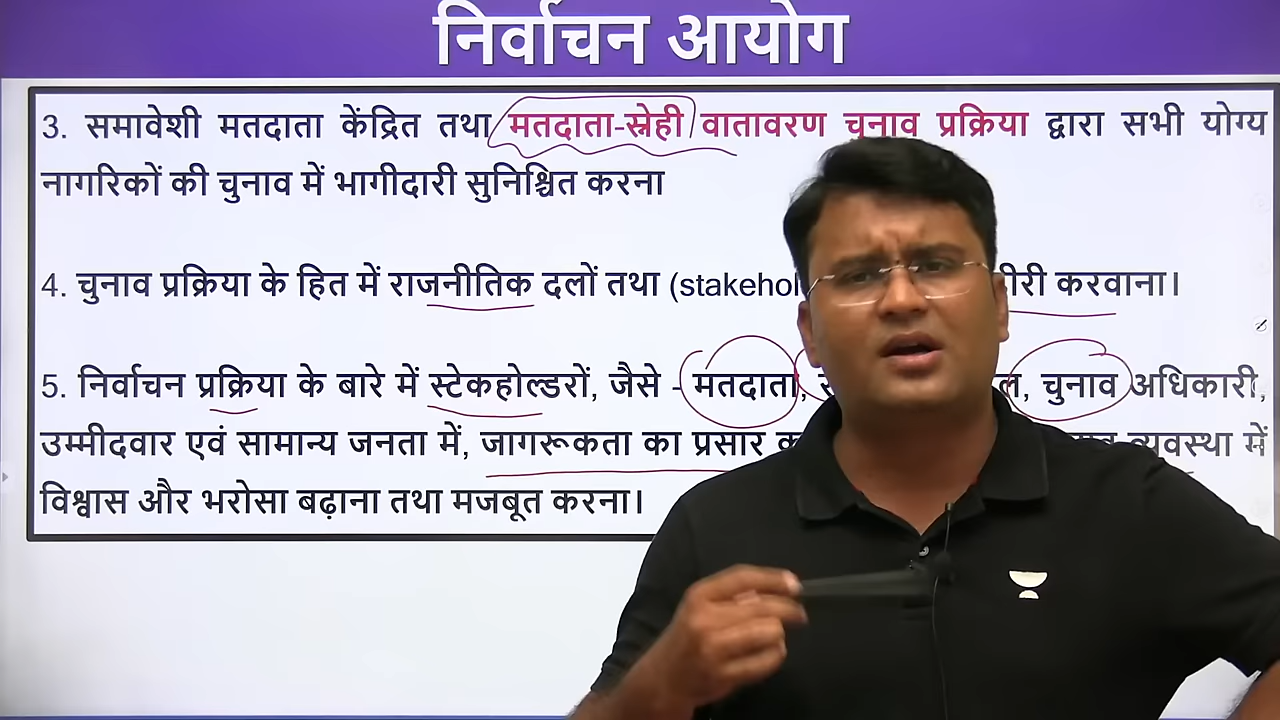 निर्वाचन आयोग
3. समावेशी मतदाता केंद्रित तथा मतदाता-स्नेही वातावरण चुनाव प्रक्रिया द्वारा सभी योग्य
नागरिकों की चुनाव में भागीदारी सुनिश्चित करना
4. चुनाव प्रक्रिया के हित में राजनीतिक दलों तथा करवाना।
5. निर्वाचन प्रक्रिया के बारे में स्टेकहोल्डरों, जैसे - मतदाता, चुनाव अधिकारी,
उम्मीदवार एवं सामान्य जनता में, जागरूकता का प्रसार व्यवस्था में
विश्वास और भरोसा बढ़ाना तथा मजबूत करना।